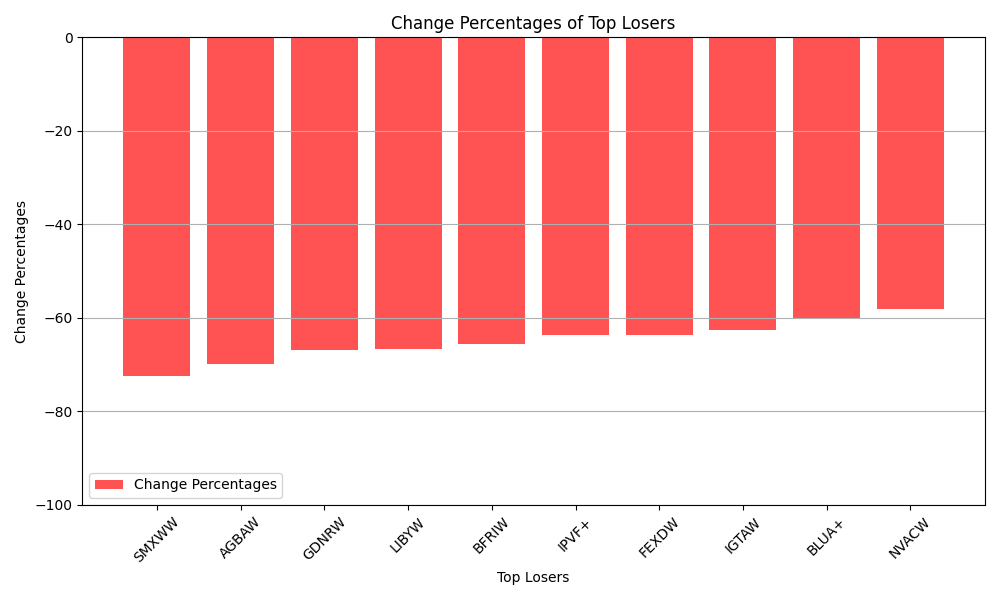 Change Percentages of Top Losers
Change Percentages
0
−20
−40
−60
−80
−100
Change Percentages
SMXWW
AGBAW
GDNRW
LIBYW
BFRIW
IPVF+
FEXDW
IGTAW
BLUA+
NVACW
Top Losers